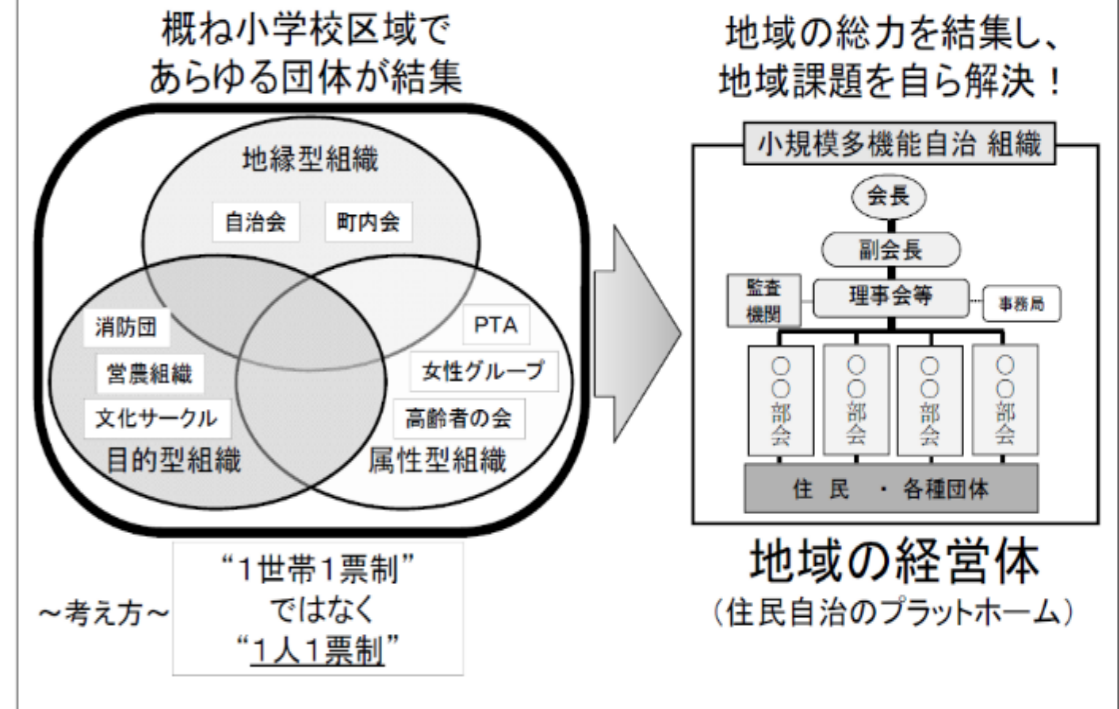 概ね小学校区域で
あらゆる団体が結集
地縁型組織
自治会
町内会
消防団
営農組織
文化サークル
目的型組織
PTA
女性グループ
高齢者の会
属性型組織
～考え方～
“1世帯1票制”
ではなく
“1人1票制”
地域の総力を結集し、
地域課題を自ら解決！
小規模多機能自治 組織
会長
副会長
監査
機関
理事会等
事務局
〇〇部会
〇〇部会
〇〇部会
〇〇部会
住 民 ・ 各種団体
地域の経営体
（住民自治のプラットホーム）